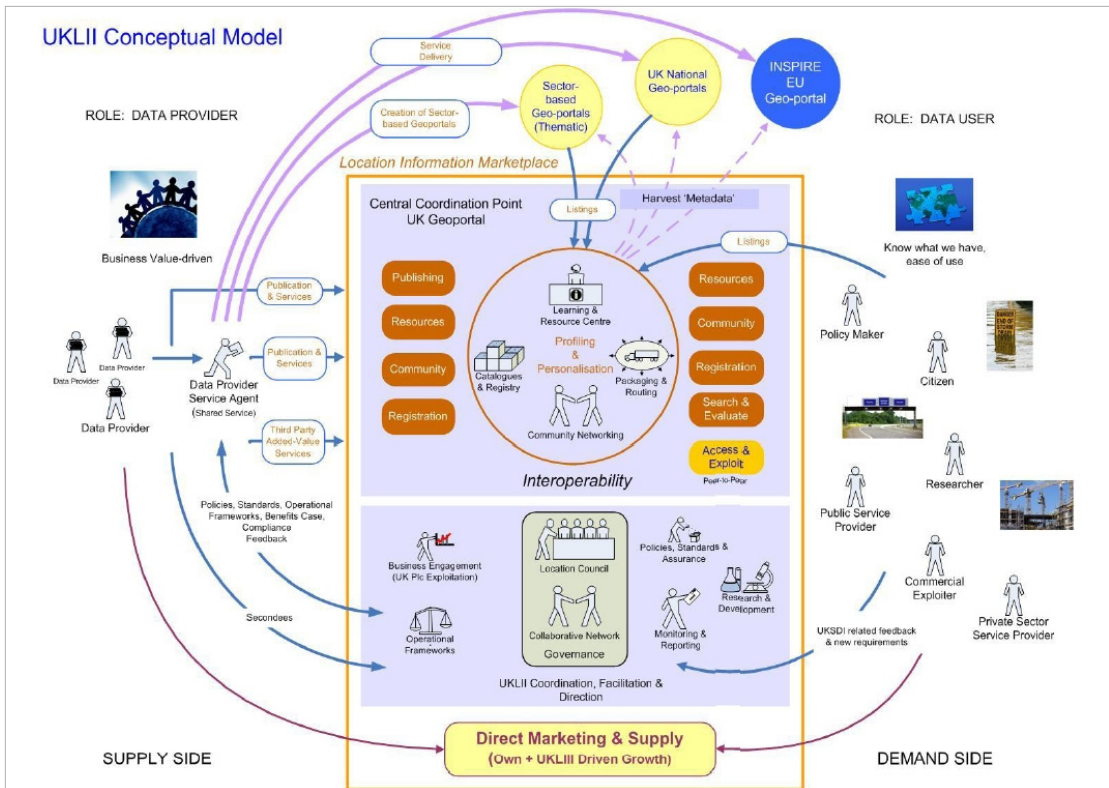 UKLII Conceptual Model
Service
Delivery
Creation of Sector-
based Geoportals
Sector-
based
Geo-portals
(Thematic)
UK National
Geo-portals
INSPIRE
EU
Geo-portal
ROLE: DATA PROVIDER
ROLE: DATA USER
Business Value-driven
Know what we have,
ease of use
Location Information Marketplace
Central Coordination Point
UK Geoportal
Harvest 'Metadata'
Listings
Listings
Publication
& Services
Publication &
Services
Third Party
Added-Value
Services
Data Provider
Data Provider
Data Provider
Data Provider
Service Agent
(Shared Service)
Publishing
Resources
Community
Registration
Learning &
Resource Centre
Profiling
&
Personalisation
Catalogues
& Registry
Packaging
& Routing
Community Networking
Resources
Community
Registration
Search &
Evaluate
Access &
Exploit
Peer-to-Peer
Interoperability
Policy Maker
DANGER
END OF
STORM
DRAIN
Citizen
Researcher
Public Service
Provider
Commercial
Exploiter
Private Sector
Service Provider
Policies, Standards, Operational
Frameworks, Benefits Case,
Compliance
Feedback
Secondees
Business Engagement
(UK Plc Exploitation)
Operational
Frameworks
Location Council
Collaborative Network
Governance
Policies, Standards &
Assurance
Research &
Development
Monitoring &
Reporting
UKLII Coordination, Facilitation &
Direction
UKSDI related feedback
& new requirements
Direct Marketing & Supply
(Own + UKLIII Driven Growth)
SUPPLY SIDE
DEMAND SIDE